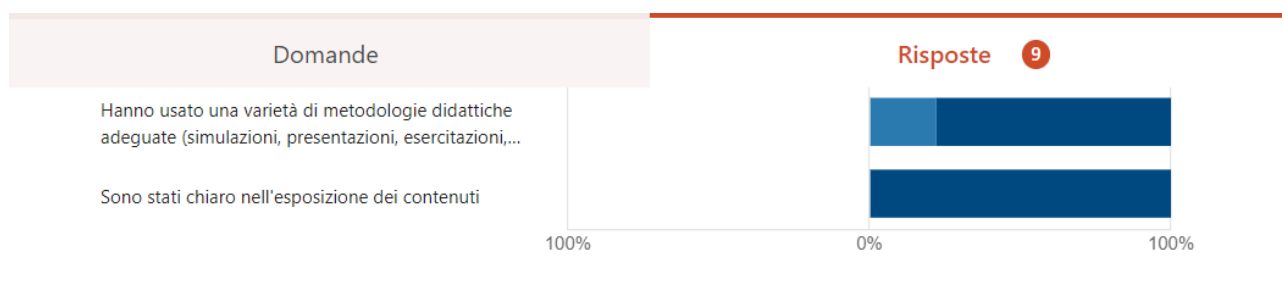 Domande
Risposte 9
Hanno usato una varietà di metodologie didattiche
adeguate (simulazioni, presentazioni, esercitazioni,...
Sono stati chiaro nell'esposizione dei contenuti
100% 0% 100%